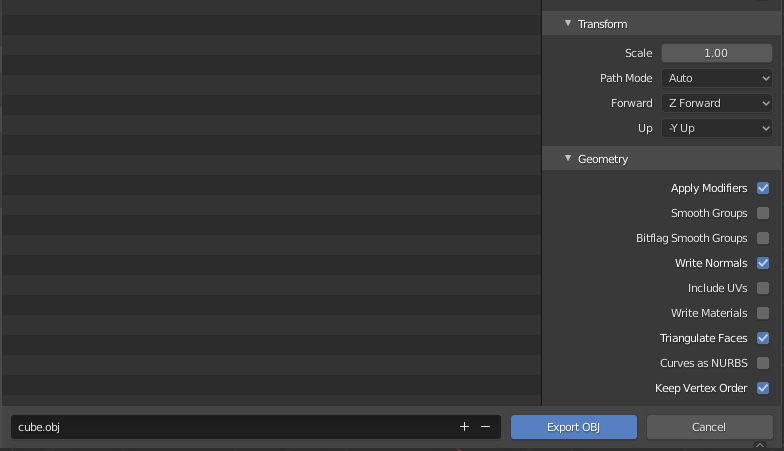 Transform
Scale 1.00
Path Mode Auto
Forward Z Forward
Up -Y Up
Geometry
Apply Modifiers
Smooth Groups
Bitflag Smooth Groups
Write Normals
Include UVs
Write Materials
Triangulate Faces
Curves as NURBS
Keep Vertex Order
cube.obj + − Export OBJ Cancel